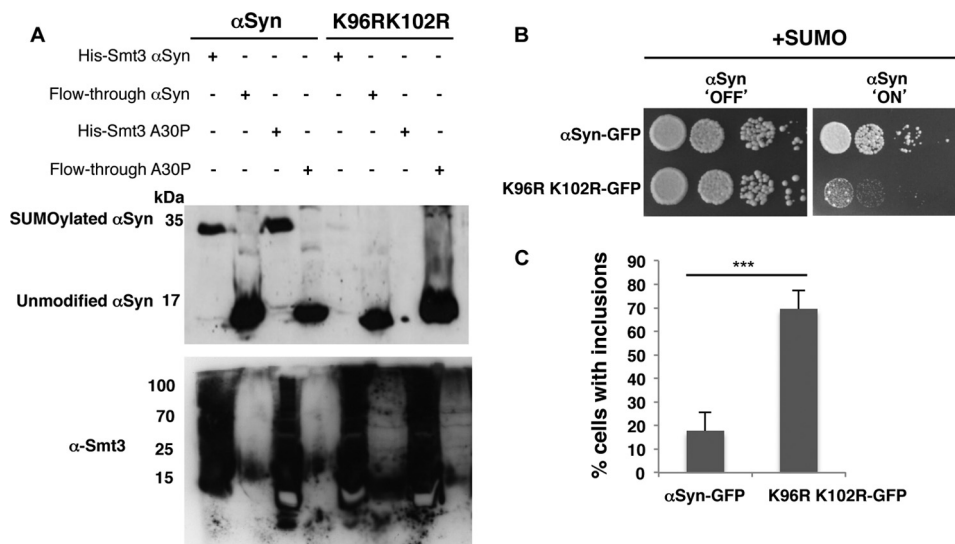 A
αSyn K96RK102R
His-Smt3 αSyn + - - - + - - -
Flow-through αSyn - + - - - + - -
His-Smt3 A30P - - + - - - + -
Flow-through A30P - - - + - - - +
kDa
SUMOylated αSyn 35
Unmodified αSyn 17
α-Smt3
100
70
25
15
B
+SUMO
αSyn αSyn
'OFF' 'ON'
αSyn-GFP
K96R K102R-GFP
C
% cells with inclusions
90
80
70
60
50
40
30
20
10
0
***
αSyn-GFP K96R K102R-GFP